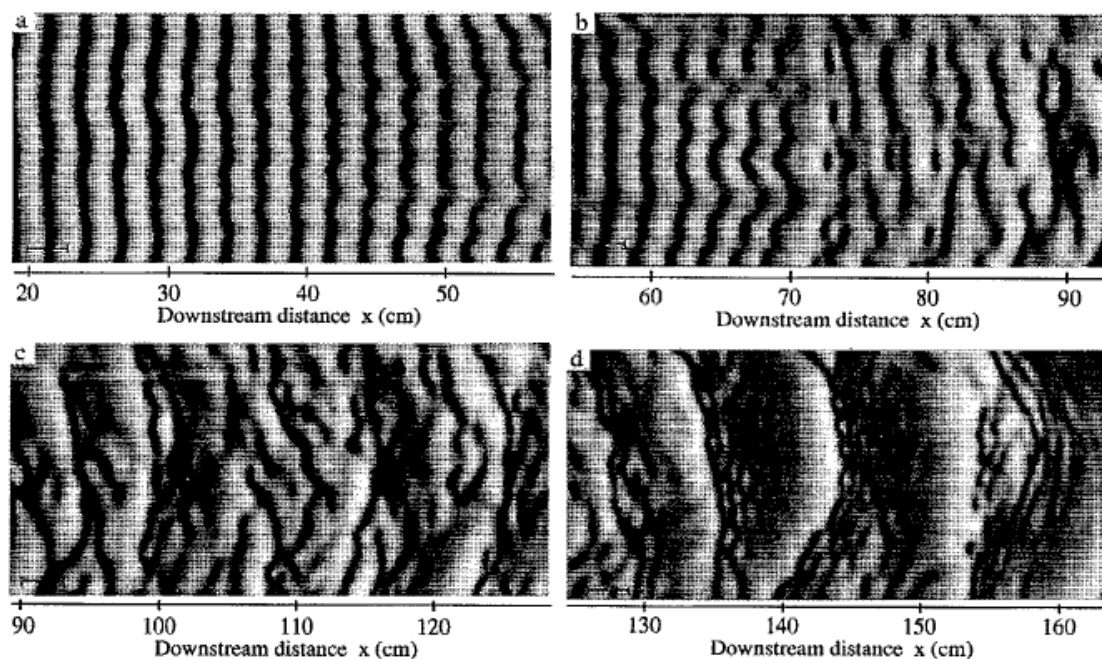 a
20 30 40 50
Downstream distance x (cm)
b
60 70 80 90
Downstream distance x (cm)
c
90 100 110 120
Downstream distance x (cm)
d
130 140 150 160
Downstream distance x (cm)